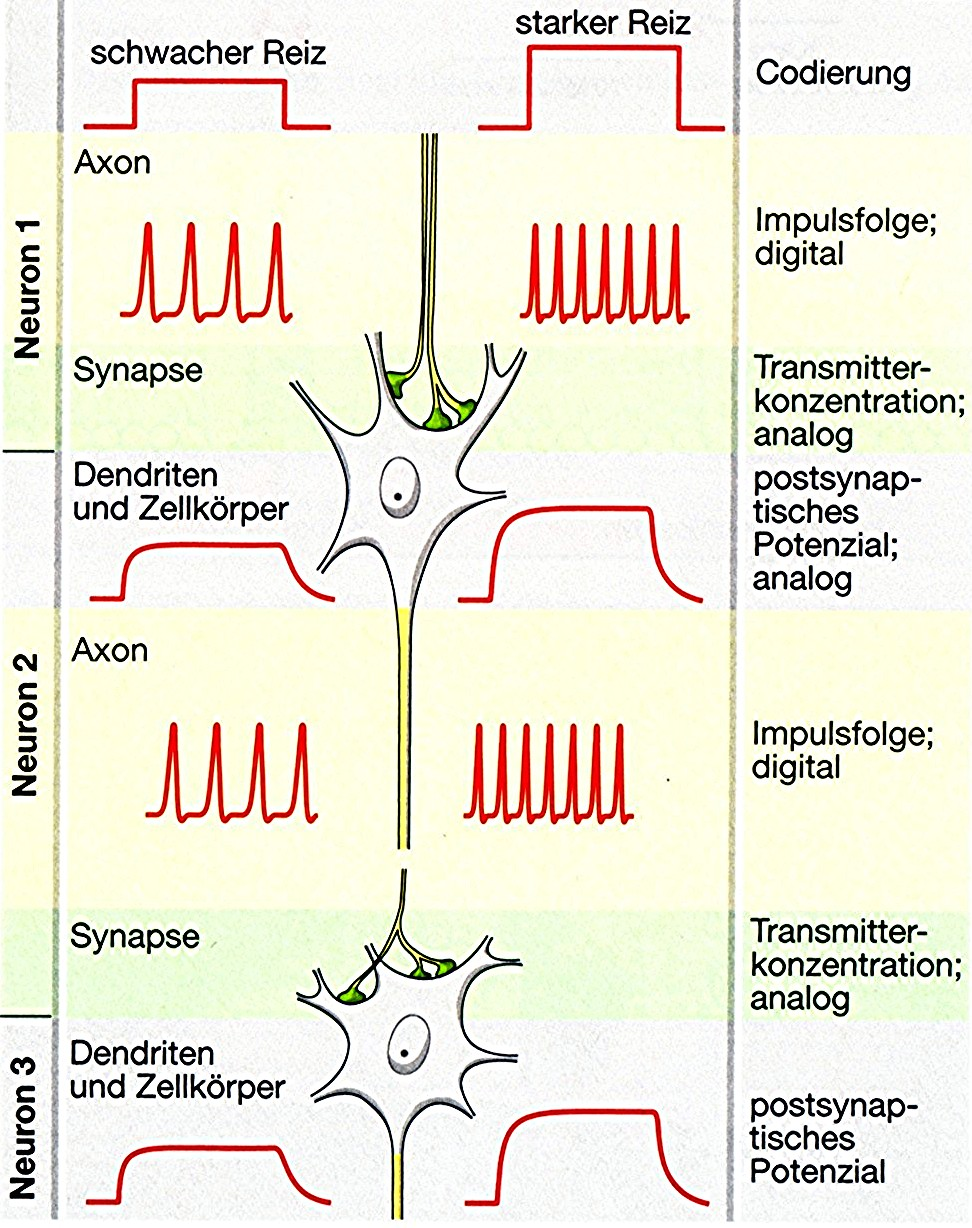 schwacher Reiz
starker Reiz
Codierung
Neuron 1
Axon
Impulsfolge;
digital
Synapse
Transmitter-
konzentration;
analog
Neuron 2
Dendriten
und Zellkörper
postsynap-
tisches
Potenzial;
analog
Axon
Impulsfolge;
digital
Synapse
Transmitter-
konzentration;
analog
Neuron 3
Dendriten
und Zellkörper
postsynap-
tisches
Potenzial